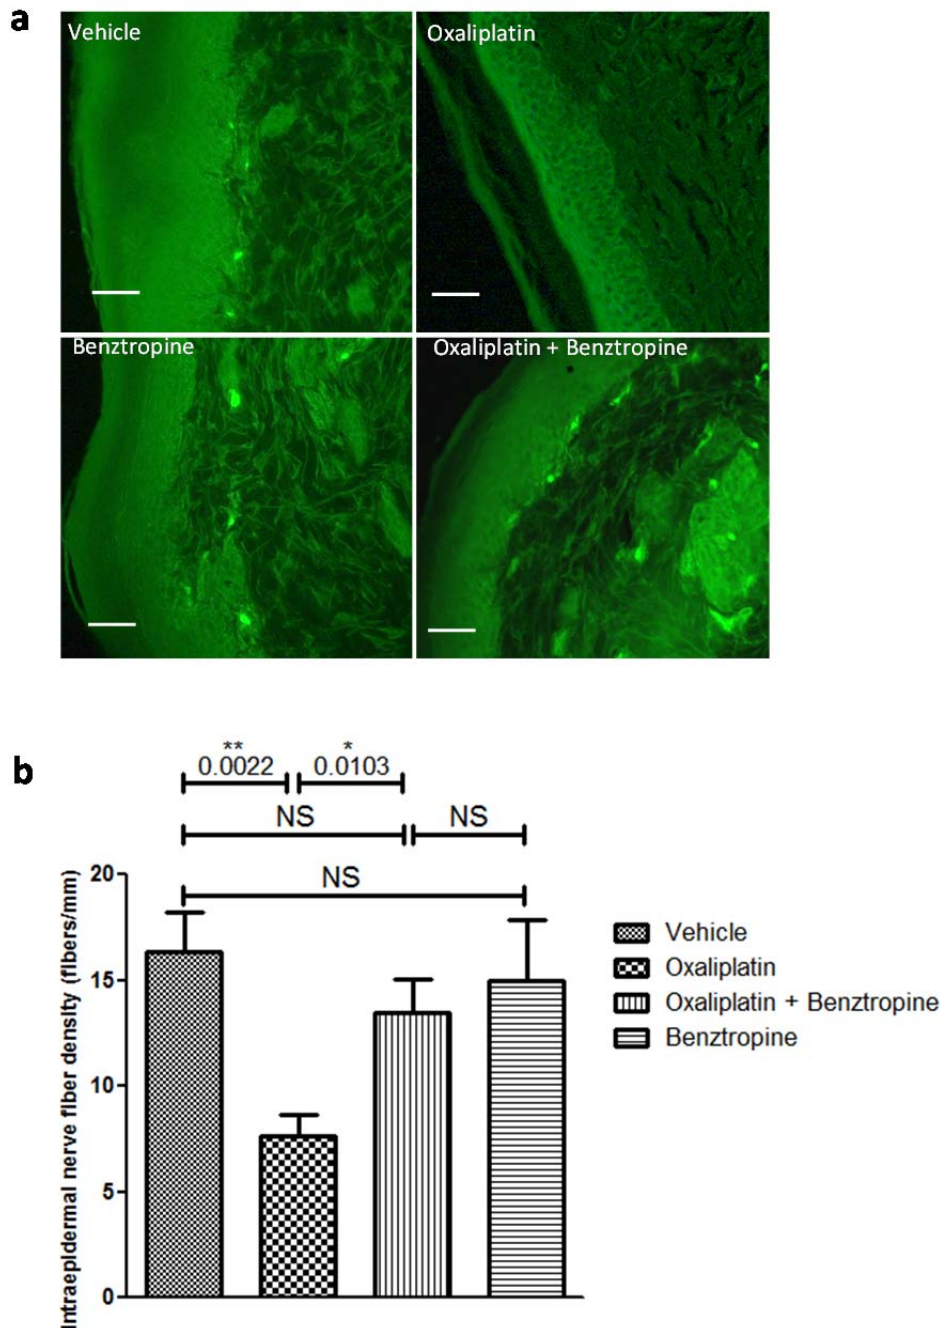 a
Vehicle
Oxaliplatin
Benztropine
Oxaliplatin + Benztropine
b
** *
0.0022 0.0103
NS NS
NS
Intraepidermal nerve fiber density (fibers/mm)
20
15
10
5
0
Vehicle
Oxaliplatin
Oxaliplatin + Benztropine
Benztropine